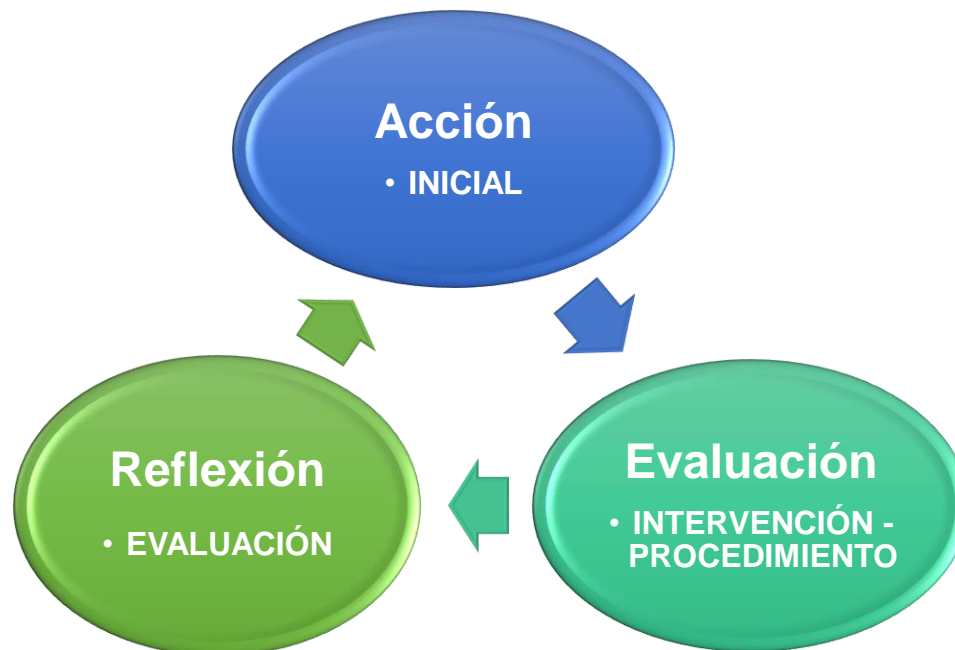 Acción
• INICIAL
Evaluación
• INTERVENCIÓN -
PROCEDIMIENTO
Reflexión
• EVALUACIÓN